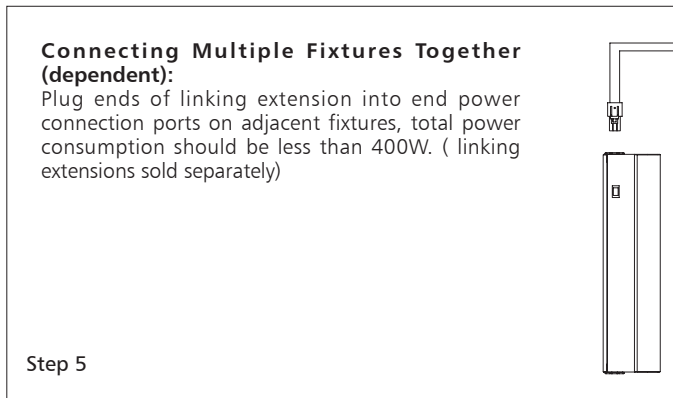 Connecting Multiple Fixtures Together
(dependent):
Plug ends of linking extension into end power
connection ports on adjacent fixtures, total power
consumption should be less than 400W. ( linking
extensions sold separately)
Step 5